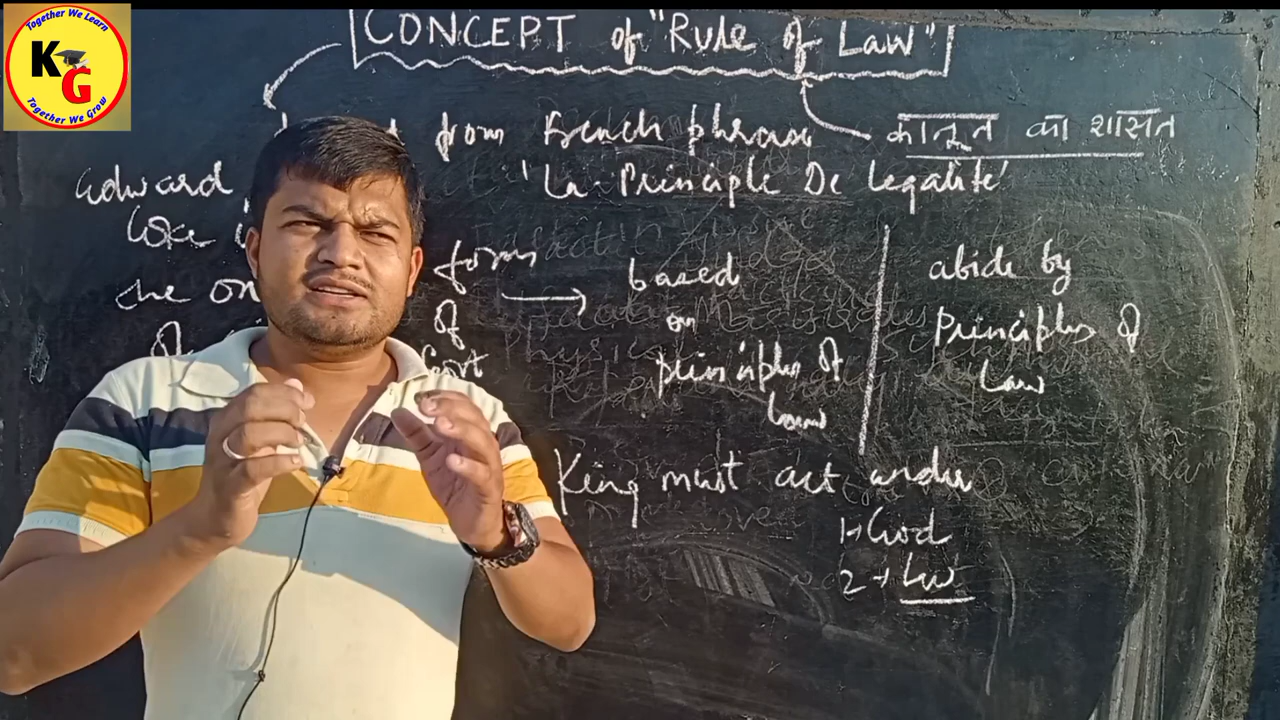 Together We Learn
KG
Together We Grow
CONCEPT of "Rule of Law"
from French phrase
कानून का शासन
'La Principle De Legalite'
Edward
Coke
the
of
form
of
Govt
based
on
principles of
Law
abide by
Principles of
Law
King must act under
1→ God
2→ Law